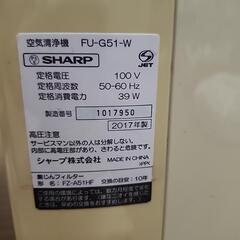 空気清浄機 FU-G51-W
SHARP
JET
定格電圧 100 V
定格周波数 50-60 Hz
定格消費電力 39 W
製造番号 1017950
2017年製
高圧注意
サービスマン以外の人は分解しないこと。
内部に高電圧部があり、さわると危険。
シャープ株式会社 MADE IN CHINA
集じんフィルター
形名：FZ-A51HF 交換の目安：10年